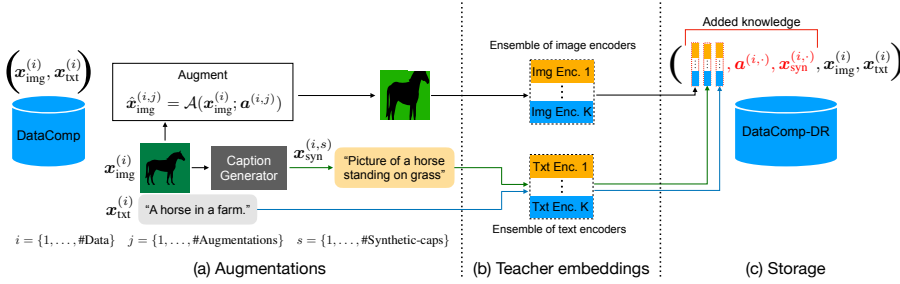 (x_img^(i), x_txt^(i))
DataComp
Augment
x̂_img^(i,j) = A(x_img^(i); a^(i,j))
x_img^(i)
Caption
Generator
x_syn^(i,s)
“Picture of a horse
standing on grass”
x_txt^(i)
“A horse in a farm.”
i = {1, . . . , #Data} j = {1, . . . , #Augmentations} s = {1, . . . , #Synthetic-caps}
(a) Augmentations
Ensemble of image encoders
Img Enc. 1
Img Enc. K
Txt Enc. 1
Txt Enc. K
Ensemble of text encoders
(b) Teacher embeddings
Added knowledge
( , a^(i,·), x_syn^(i,·), x_img^(i), x_txt^(i))
DataComp-DR
(c) Storage